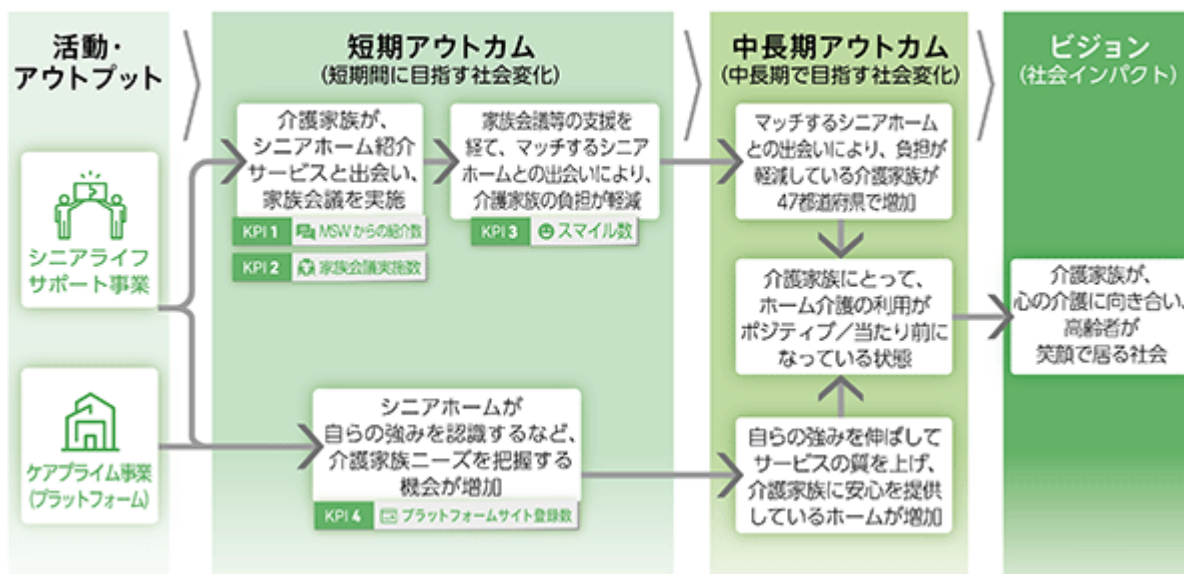 活動・
アウトプット
シニアライフ
サポート事業
ケアプライム事業
(プラットフォーム)
短期アウトカム
(短期間に目指す社会変化)
介護家族が、
シニアホーム紹介
サービスと出会い、
家族会議を実施
KPI 1 MSWからの紹介数
KPI 2 家族会議実施数
家族会議等の支援を
経て、マッチするシニア
ホームとの出会いにより、
介護家族の負担が軽減
KPI 3 スマイル数
シニアホームが
自らの強みを認識するなど、
介護家族ニーズを把握する
機会が増加
KPI 4 プラットフォームサイト登録数
中長期アウトカム
(中長期で目指す社会変化)
マッチするシニアホーム
との出会いにより、負担が
軽減している介護家族が
47都道府県で増加
介護家族にとって、
ホーム介護の利用が
ポジティブ/当たり前に
なっている状態
自らの強みを伸ばして
サービスの質を上げ、
介護家族に安心を提供
しているホームが増加
ビジョン
(社会インパクト)
介護家族が、
心の介護に向き合い、
高齢者が
笑顔で居る社会